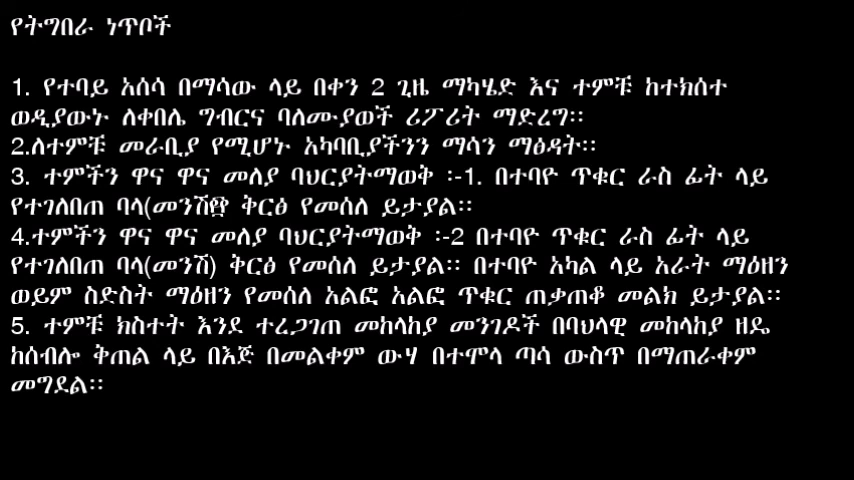 የትግበራ ነጥቦች
1. የተባይ አሰሳ በማሳው ላይ በቀን 2 ጊዜ ማካሄድ እና ተምቹ ከተክሰተ
ወዲያውኑ ለቀበሌ ግብርና ባለሙያወች ሪፖሪት ማድረግ፡፡
2.ለተምቹ መራቢያ የሚሆኑ አካባቢያችንን ማሳን ማፅዳት፡፡
3. ተምችን ዋና ዋና መለያ ባህርያትማወቅ ፡-1. በተባዮ ጥቁር ራስ ፊት ላይ
የተገለበጠ ባላ(መንሽ፼ ቅርፅ የመሰለ ይታያል፡፡
4.ተምችን ዋና ዋና መለያ ባህርያትማወቅ ፡-2 በተባዮ ጥቁር ራስ ፊት ላይ
የተገለበጠ ባላ(መንሽ) ቅርፅ የመሰለ ይታያል፡፡ በተባዮ አካል ላይ አራት ማዕዘን
ወይም ስድስት ማዕዘን የመሰለ አልፎ አልፎ ጥቁር ጠቃጠቆ መልክ ይታያል፡፡
5. ተምቹ ክስተት እንደ ተረጋገጠ መከላከያ መንገዶች በባህላዊ መከላከያ ዘዴ
ከሰብሎ ቅጠል ላይ በእጅ በመልቀም ውሃ በተሞላ ጣሳ ውስጥ በማጠራቀም
መግደል፡፡